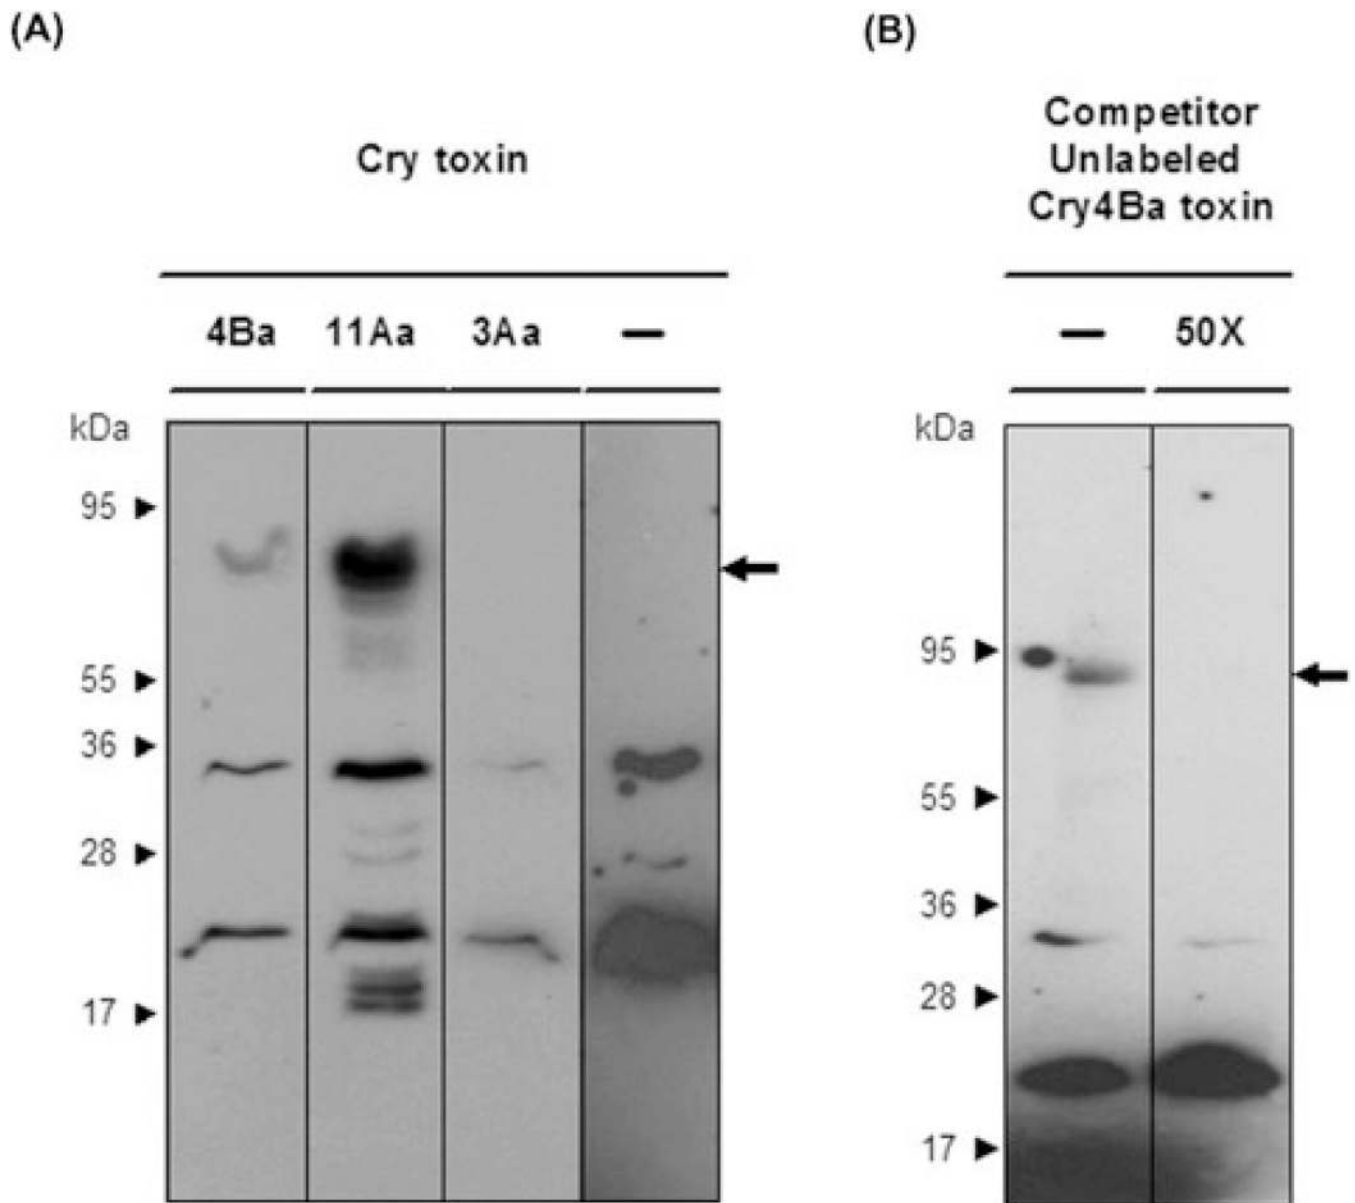 (A)
Cry toxin
4Ba 11Aa 3Aa –
kDa
95
55
36
28
17
(B)
Competitor
Unlabeled
Cry4Ba toxin
– 50X
kDa
95
55
36
28
17